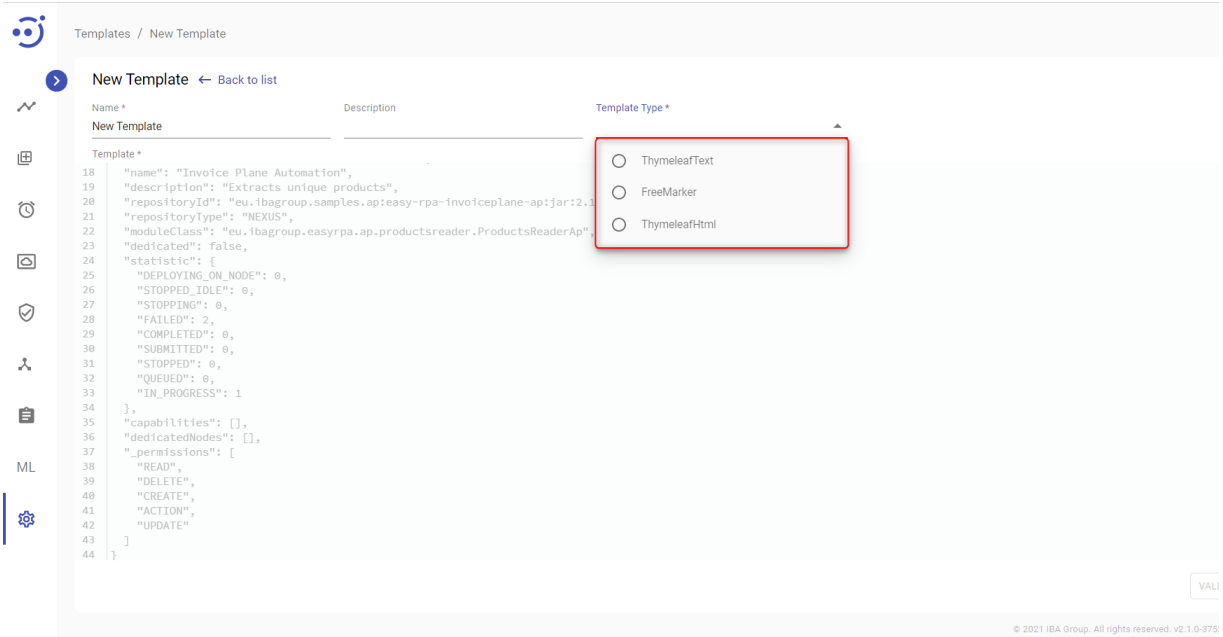 Templates / New Template
New Template ← Back to list
Name *
Description
Template Type *
New Template
Template *
ThymeleafText
FreeMarker
ThymeleafHtml
18 "name": "Invoice Plane Automation",
19 "description": "Extracts unique products",
20 "repositoryId": "eu.ibagroup.samples.ap:easy-rpa-invoiceplane-ap:jar:2.1
21 "repositoryType": "NEXUS",
22 "moduleClass": "eu.ibagroup.easyrpa.ap.productsreader.ProductsReaderAp",
23 "dedicated": false,
24 "statistic": {
25 "DEPLOYING_ON_NODE": 0,
26 "STOPPED_IDLE": 0,
27 "STOPPING": 0,
28 "FAILED": 2,
29 "COMPLETED": 0,
30 "SUBMITTED": 0,
31 "STOPPED": 0,
32 "QUEUED": 0,
33 "IN_PROGRESS": 1
34 },
35 "capabilities": [],
36 "dedicatedNodes": [],
37 "_permissions": [
38 "READ",
39 "DELETE",
40 "CREATE",
41 "ACTION",
42 "UPDATE"
43 ]
44 }
ML
VALI
© 2021 IBA Group. All rights reserved. v2.1.0-375